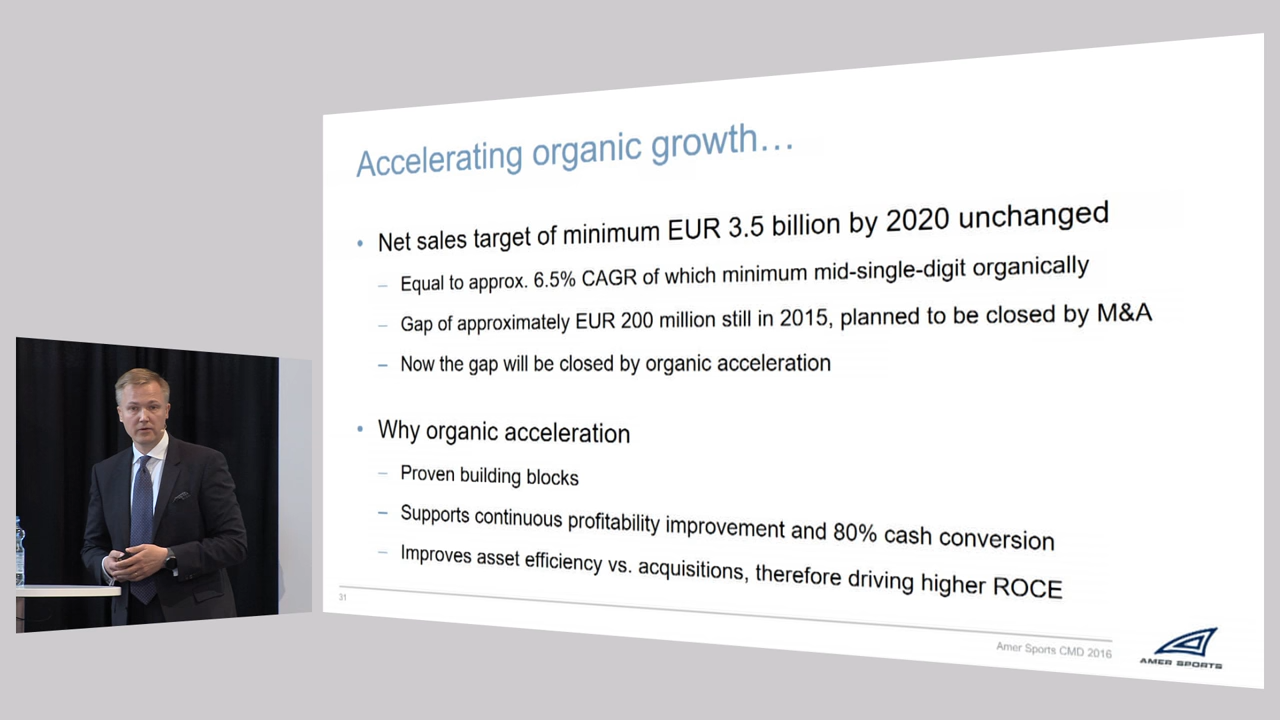 Accelerating organic growth…
• Net sales target of minimum EUR 3.5 billion by 2020 unchanged
– Equal to approx. 6.5% CAGR of which minimum mid-single-digit organically
– Gap of approximately EUR 200 million still in 2015, planned to be closed by M&A
– Now the gap will be closed by organic acceleration
• Why organic acceleration
– Proven building blocks
– Supports continuous profitability improvement and 80% cash conversion
– Improves asset efficiency vs. acquisitions, therefore driving higher ROCE
31
Amer Sports CMD 2016
AMER SPORTS